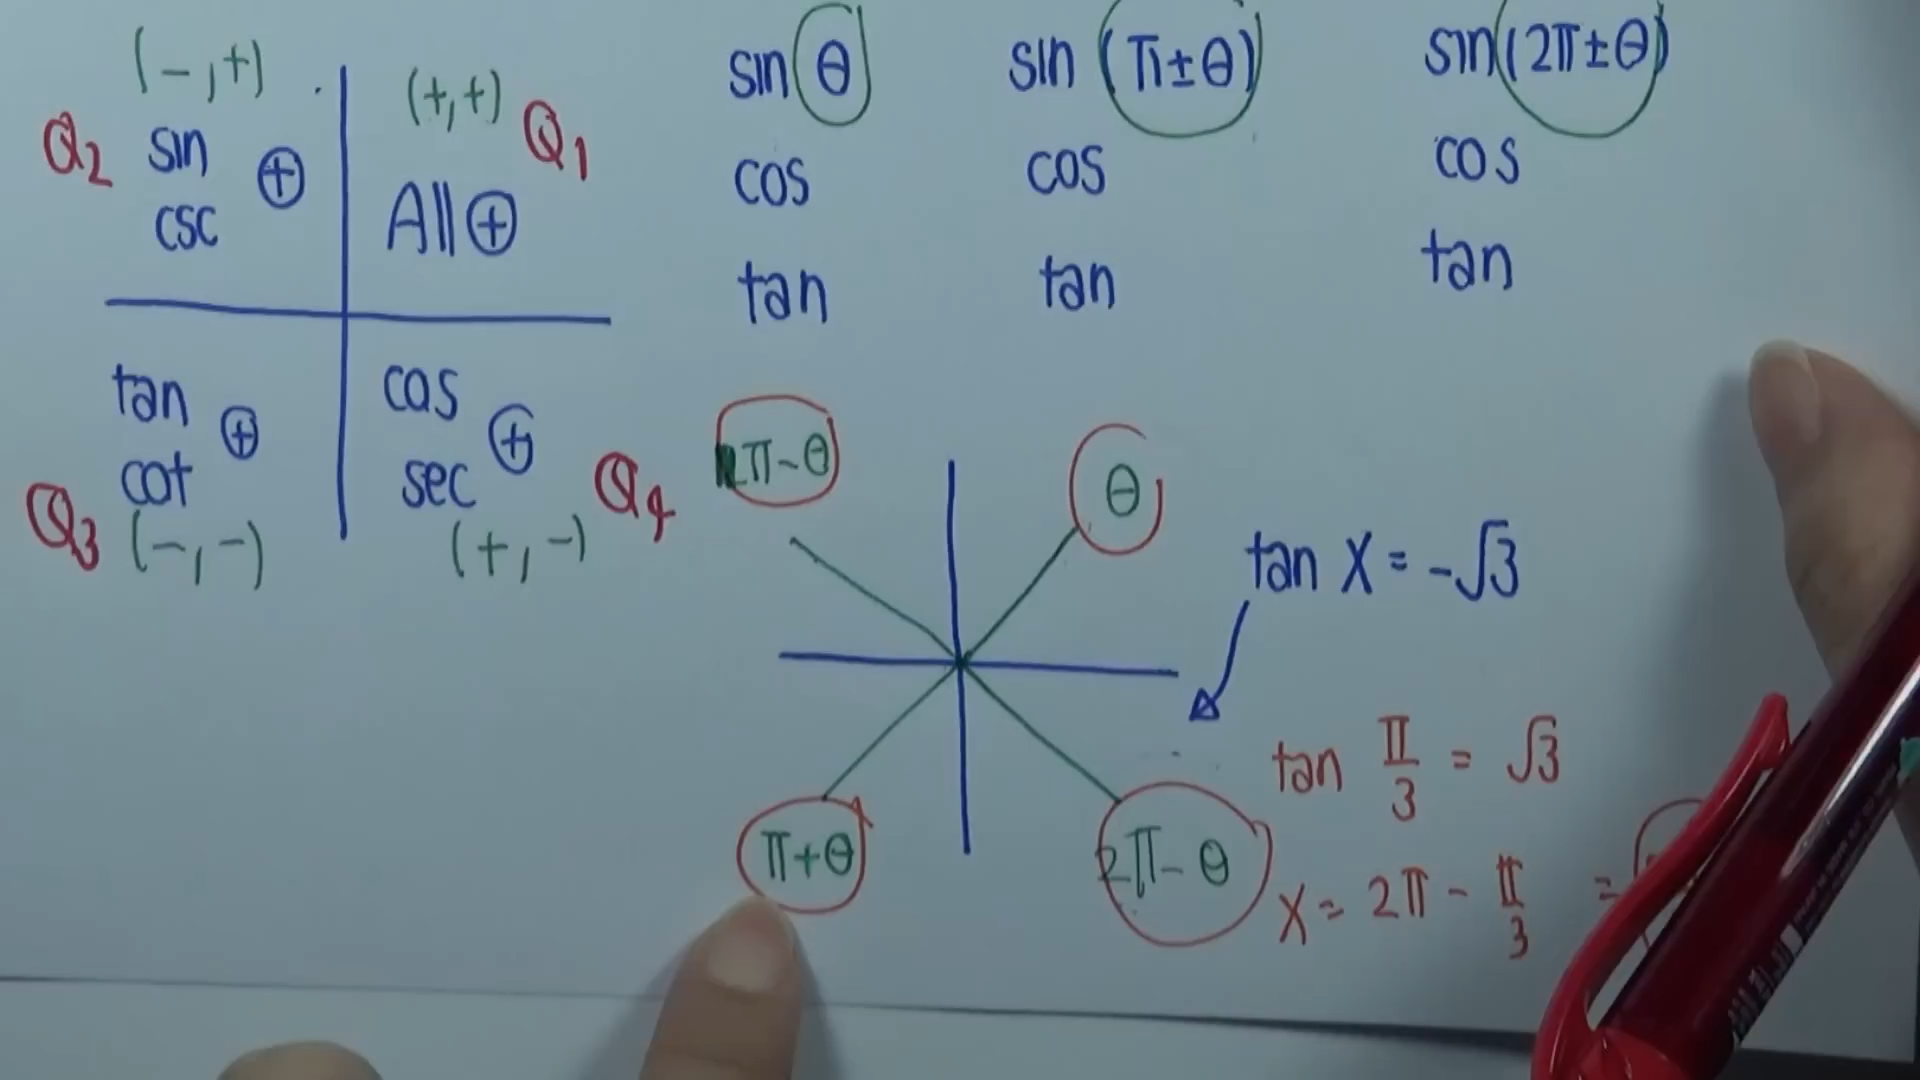 (-,+)
(+,+)
Q2
sin
csc
⊕
Q1
All ⊕
tan
cot
⊕
Q3
(-,-)
cos
sec
⊕
Q4
(+,-)
sin θ
cos
tan
sin (π±θ)
cos
tan
sin(2π±θ)
cos
tan
π-θ
θ
π+θ
2π-θ
tan X = -√3
tan π/3 = √3
X = 2π - π/3 =